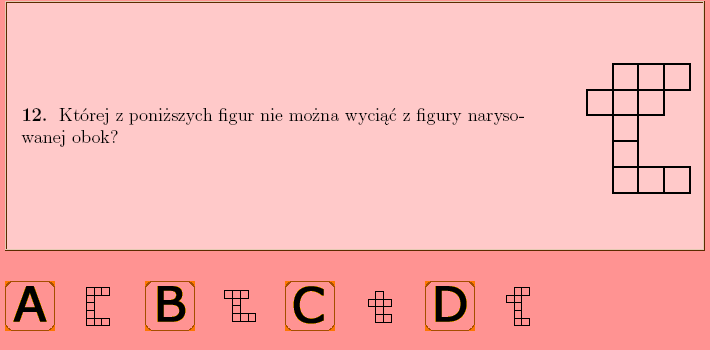 12. Której z poniższych figur nie można wyciąć z figury naryso-
wanej obok?
A B C D